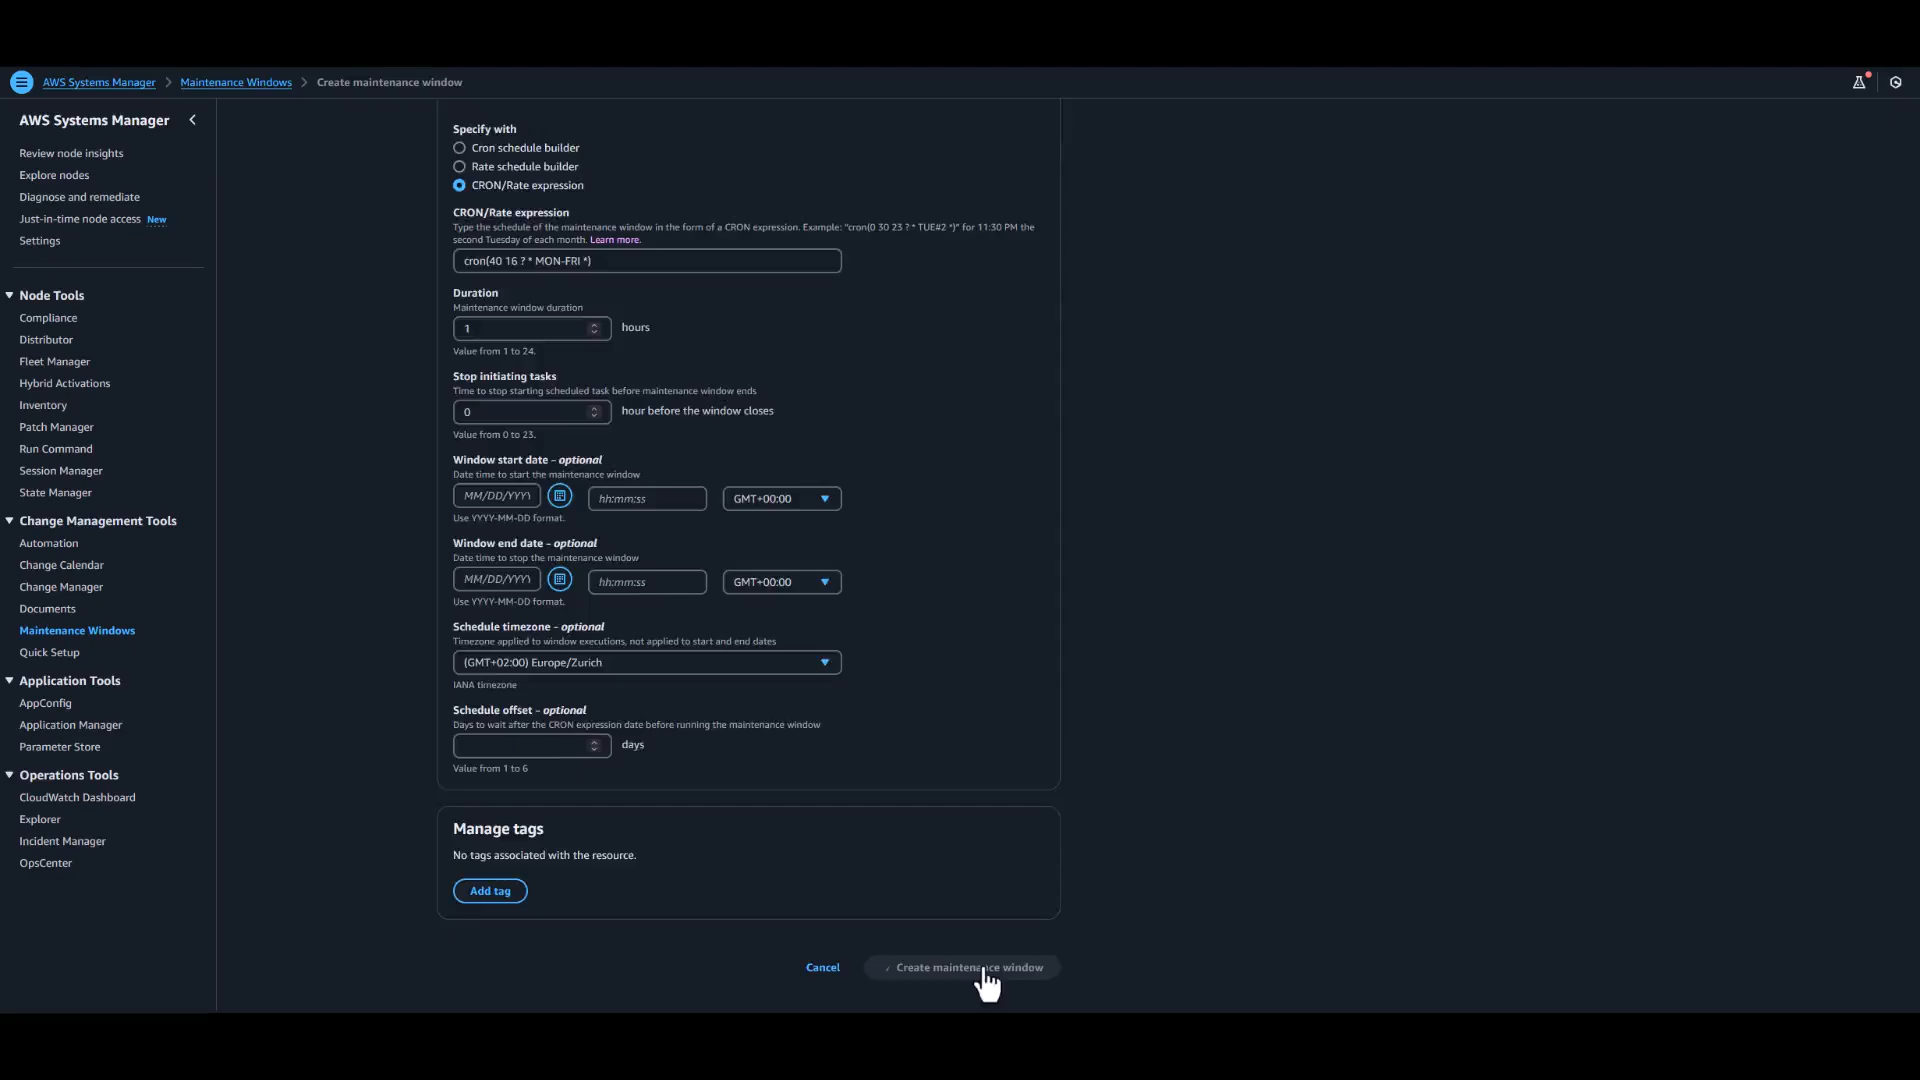 AWS Systems Manager
Maintenance Windows
Create maintenance window
AWS Systems Manager
Review node insights
Explore nodes
Diagnose and remediate
Just-in-time node access New
Settings
Node Tools
Compliance
Distributor
Fleet Manager
Hybrid Activations
Inventory
Patch Manager
Run Command
Session Manager
State Manager
Change Management Tools
Automation
Change Calendar
Change Manager
Documents
Maintenance Windows
Quick Setup
Application Tools
AppConfig
Application Manager
Parameter Store
Operations Tools
CloudWatch Dashboard
Explorer
Incident Manager
OpsCenter
Specify with
Cron schedule builder
Rate schedule builder
CRON/Rate expression
CRON/Rate expression
Type the schedule of the maintenance window in the form of a CRON expression. Example: "cron(0 30 23 ? * TUE#2 *)" for 11:30 PM the
second Tuesday of each month. Learn more.
cron(40 16 ? * MON-FRI *)
Duration
Maintenance window duration
1 hours
Value from 1 to 24.
Stop initiating tasks
Time to stop starting scheduled task before maintenance window ends
0 hour before the window closes
Value from 0 to 23.
Window start date – optional
Date time to start the maintenance window
MM/DD/YYYY hh:mm:ss GMT+00:00
Use YYYY-MM-DD format.
Window end date – optional
Date time to stop the maintenance window
MM/DD/YYYY hh:mm:ss GMT+00:00
Use YYYY-MM-DD format.
Schedule timezone – optional
Timezone applied to window executions, not applied to start and end dates
(GMT+02:00) Europe/Zurich
IANA timezone
Schedule offset – optional
Days to wait after the CRON expression date before running the maintenance window
days
Value from 1 to 6
Manage tags
No tags associated with the resource.
Add tag
Cancel
Create maintenance window